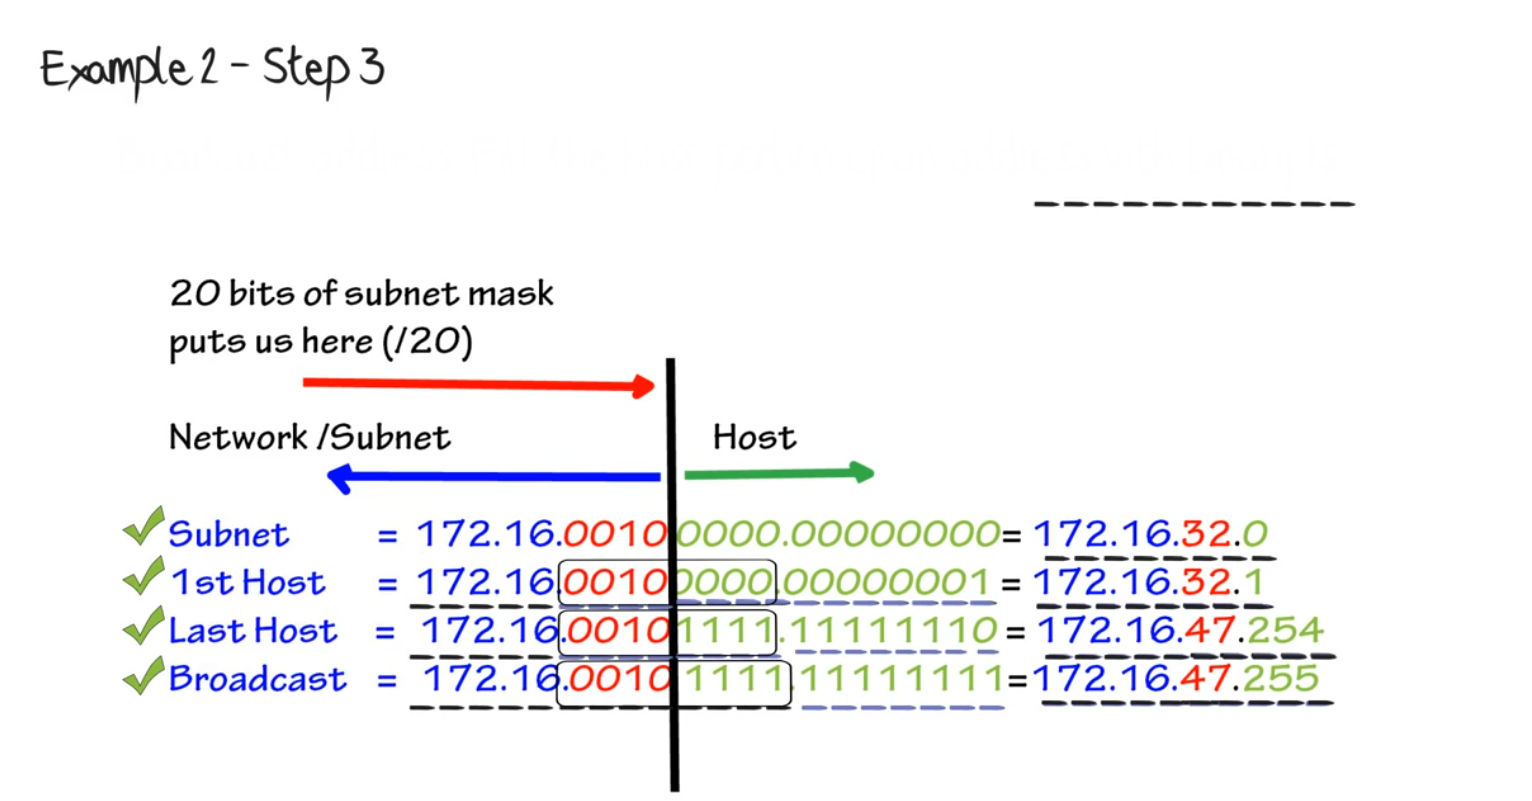 Example 2 - Step 3
20 bits of subnet mask
puts us here (/20)
Network /Subnet Host
Subnet = 172.16.00100000.00000000= 172.16.32.0
1st Host = 172.16.00100000.00000001 = 172.16.32.1
Last Host = 172.16.00101111.11111110 = 172.16.47.254
Broadcast = 172.16.00101111.11111111=172.16.47.255